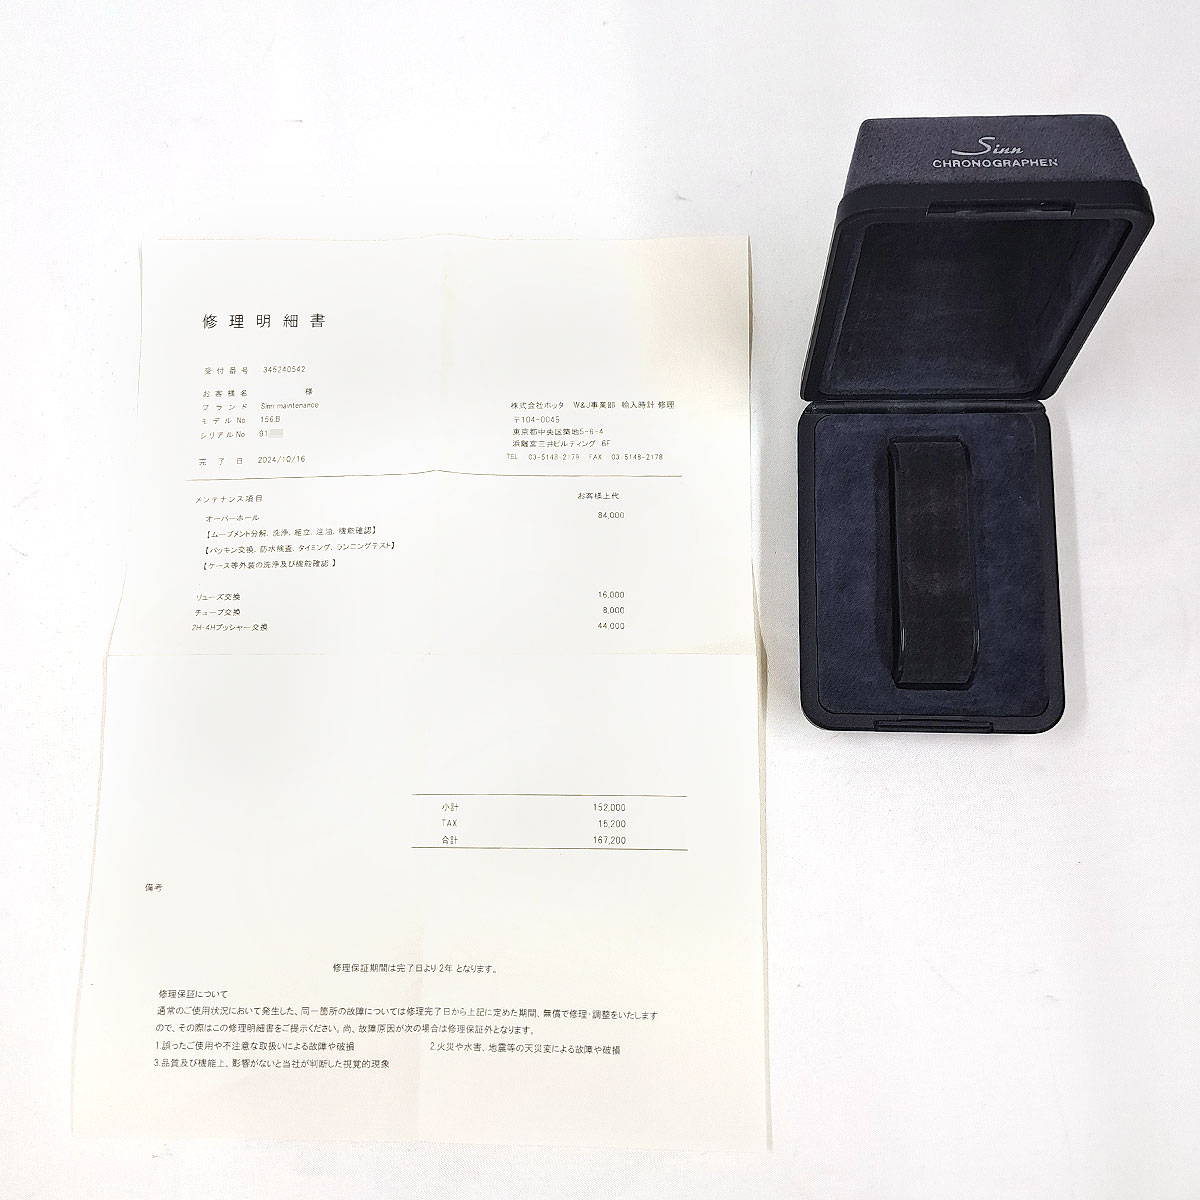 Sinn
CHRONOGRAPHEN
修理明細書
受付番号 345240542
お客様名 様
ブランド Sinn maintenance
モデル No 156.B
シリアルNo 91
完了日 2024/10/16
株式会社ホッタ W&J事業部 輸入時計 修理
〒104-0045
東京都中央区築地5-6-4
浜離宮三井ビルディング 6F
TEL 03-5148-2179 FAX 03-5148-2178
メンテナンス項目 お客様上代
オーバーホール 84,000
【ムーブメント分解、洗浄、組立、注油、機能確認】
【パッキン交換、防水検査、タイミング、ランニングテスト】
【ケース等外装の洗浄及び機能確認 】
リューズ交換 16,000
チューブ交換 8,000
2H・4Hプッシャー交換 44,000
小計 152,000
TAX 15,200
合計 167,200
備考
修理保証期間は完了日より 2年 となります。
修理保証について
通常のご使用状況において発生した、同一箇所の故障については修理完了日から上記に定めた期間、無償で修理・調整をいたします
ので、その際はこの修理明細書をご提示ください。尚、故障原因が次の場合は修理保証外となります。
1.誤ったご使用や不注意な取扱いによる故障や破損 2.火災や水害、地震等の天災変による故障や破損
3.品質及び機能上、影響がないと当社が判断した視覚的現象